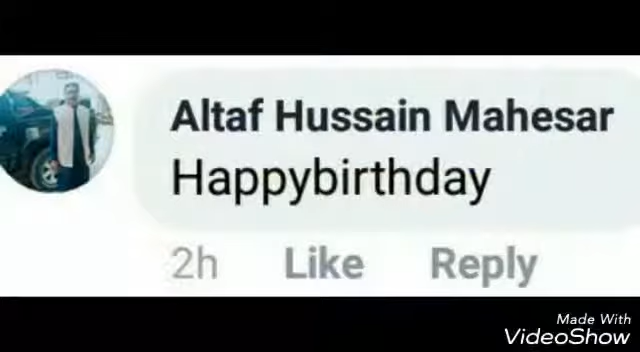 Altaf Hussain Mahesar
Happybirthday
2h Like Reply
Made With
VideoShow